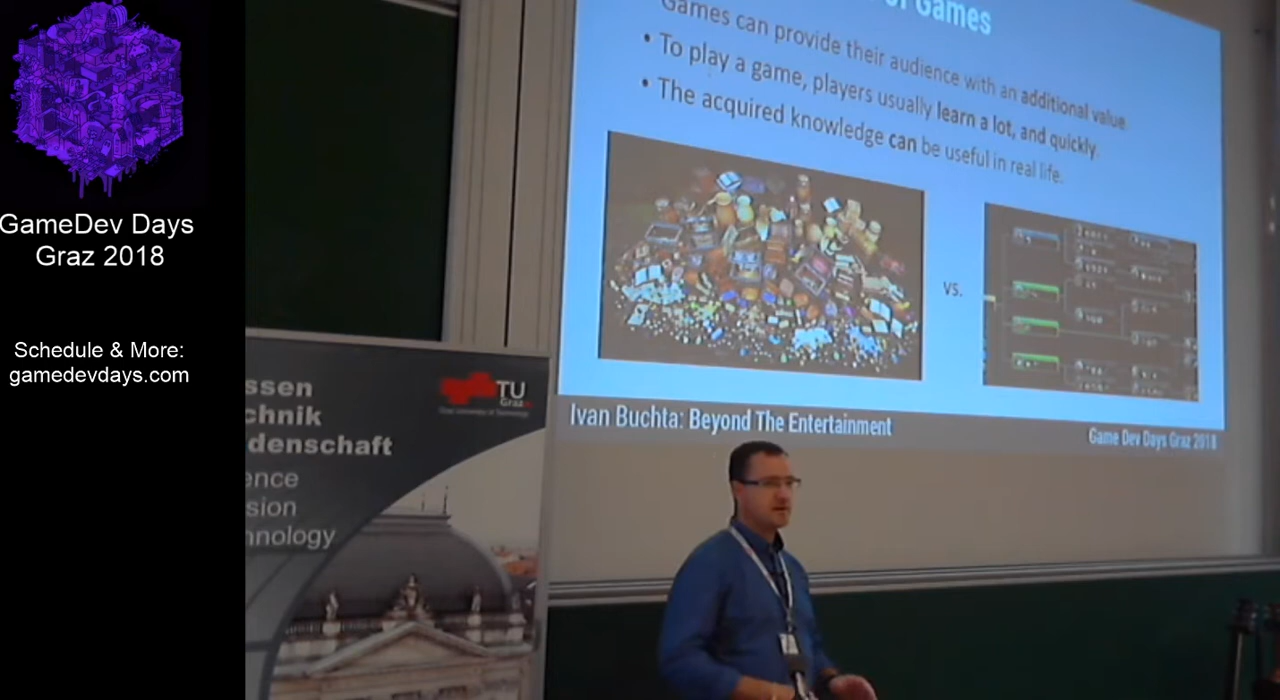 GameDev Days
Graz 2018
Schedule & More:
gamedevdays.com
Games
Games can provide their audience with an additional value
• To play a game, players usually learn a lot, and quickly.
• The acquired knowledge can be useful in real life.
vs.
Ivan Buchta: Beyond The Entertainment
Game Dev Days Graz 2018
ssen
chnik
denschaft
ence
sion
hnology
TU
Graz